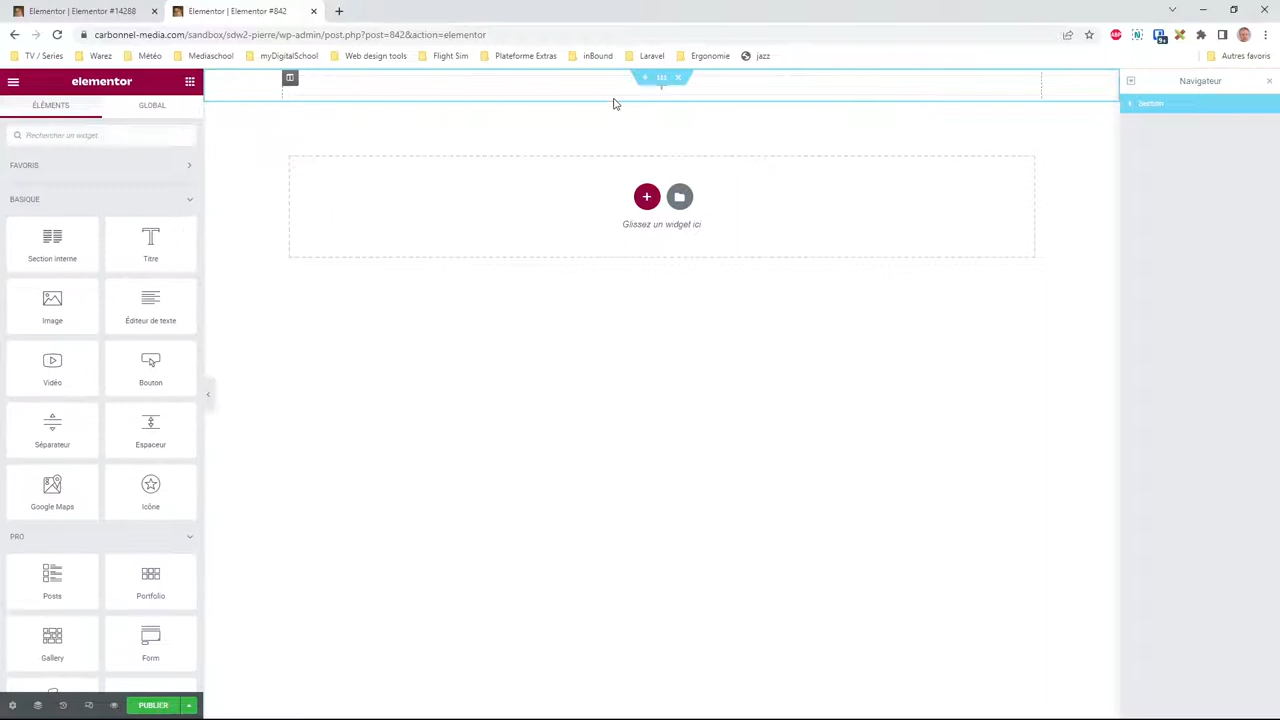 Elementor | Elementor #14288
Elementor | Elementor #842
carbonnel-media.com/sandbox/sdw2-pierre/wp-admin/post.php?post=842&action=elementor
TV / Series
Warez
Météo
Mediaschool
myDigitalSchool
Web design tools
Flight Sim
Plateforme Extras
inBound
Laravel
Ergonomie
jazz
Autres favoris
elementor
ÉLÉMENTS
GLOBAL
Rechercher un widget
FAVORIS
BASIQUE
Section interne
Titre
Image
Éditeur de texte
Vidéo
Bouton
Séparateur
Espaceur
Google Maps
Icône
PRO
Posts
Portfolio
Gallery
Form
PUBLIER
Glissez un widget ici
Navigateur
Section